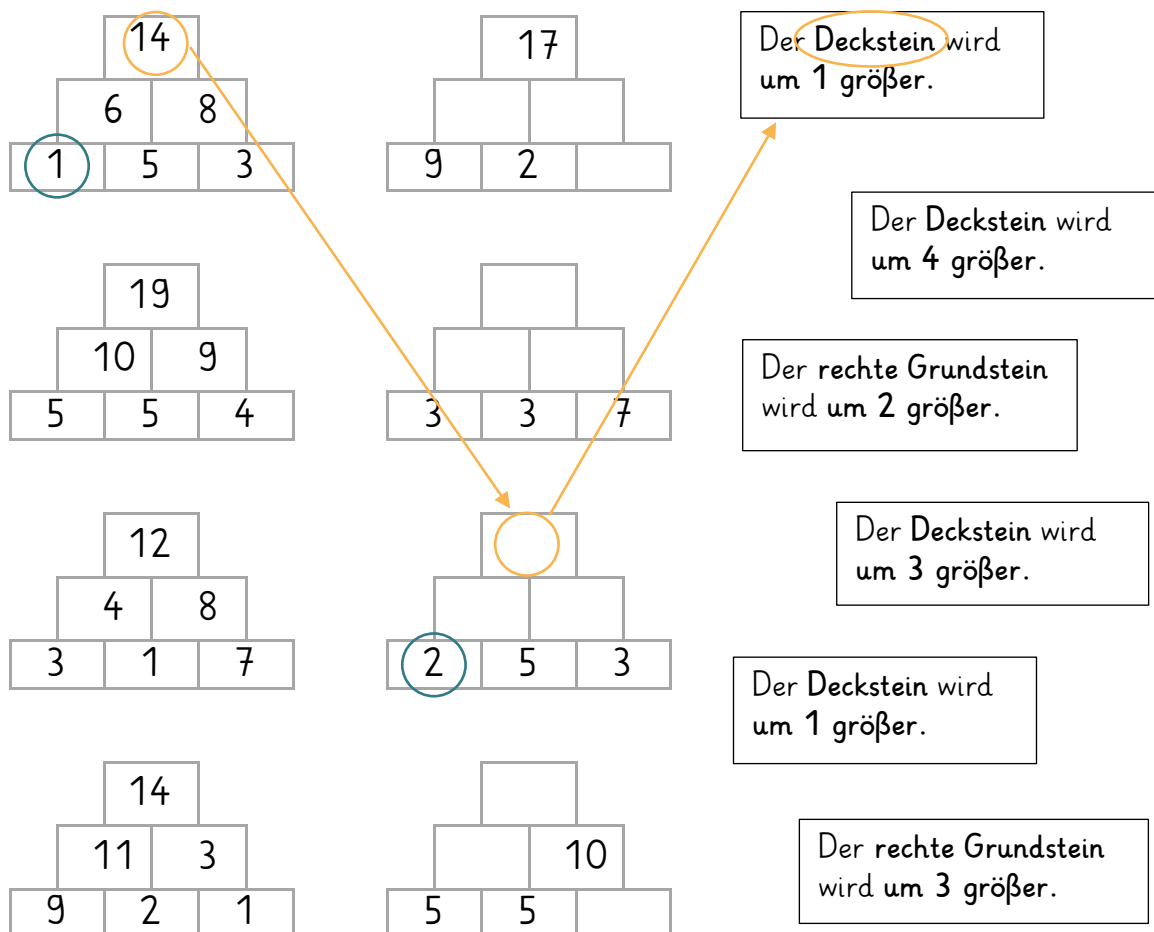 14
6 8
1 5 3
17
9 2
Der Deckstein wird
um 1 größer.
Der Deckstein wird
um 4 größer.
19
10 9
5 5 4
3 3 7
Der rechte Grundstein
wird um 2 größer.
12
4 8
3 1 7
2 5 3
Der Deckstein wird
um 3 größer.
Der Deckstein wird
um 1 größer.
14
11 3
9 2 1
10
5 5
Der rechte Grundstein
wird um 3 größer.